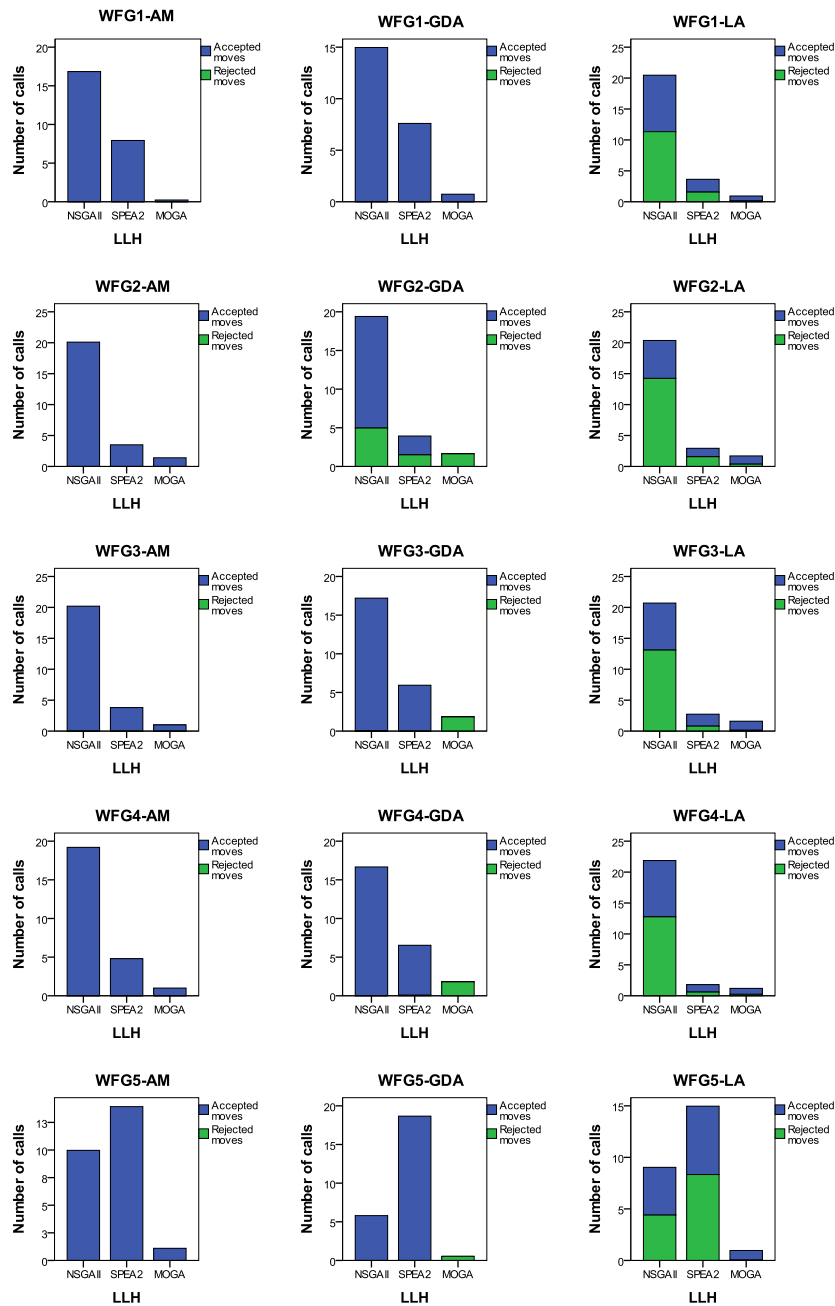 WFG1-AM
Number of calls
20
15
10
5
0
NSGAII SPEA2 MOGA
LLH
Accepted
moves
Rejected
moves
WFG1-GDA
Number of calls
15
10
5
0
NSGAII SPEA2 MOGA
LLH
Accepted
moves
Rejected
moves
WFG1-LA
Number of calls
25
20
15
10
5
0
NSGAII SPEA2 MOGA
LLH
Accepted
moves
Rejected
moves
WFG2-AM
Number of calls
25
20
15
10
5
0
NSGAII SPEA2 MOGA
LLH
Accepted
moves
Rejected
moves
WFG2-GDA
Number of calls
20
15
10
5
0
NSGAII SPEA2 MOGA
LLH
Accepted
moves
Rejected
moves
WFG2-LA
Number of calls
25
20
15
10
5
0
NSGAII SPEA2 MOGA
LLH
Accepted
moves
Rejected
moves
WFG3-AM
Number of calls
25
20
15
10
5
0
NSGAII SPEA2 MOGA
LLH
Accepted
moves
Rejected
moves
WFG3-GDA
Number of calls
20
15
10
5
0
NSGAII SPEA2 MOGA
LLH
Accepted
moves
Rejected
moves
WFG3-LA
Number of calls
25
20
15
10
5
0
NSGAII SPEA2 MOGA
LLH
Accepted
moves
Rejected
moves
WFG4-AM
Number of calls
20
15
10
5
0
NSGAII SPEA2 MOGA
LLH
Accepted
moves
Rejected
moves
WFG4-GDA
Number of calls
20
15
10
5
0
NSGAII SPEA2 MOGA
LLH
Accepted
moves
Rejected
moves
WFG4-LA
Number of calls
25
20
15
10
5
0
NSGAII SPEA2 MOGA
LLH
Accepted
moves
Rejected
moves
WFG5-AM
Number of calls
13
10
8
5
3
0
NSGAII SPEA2 MOGA
LLH
Accepted
moves
Rejected
moves
WFG5-GDA
Number of calls
20
15
10
5
0
NSGAII SPEA2 MOGA
LLH
Accepted
moves
Rejected
moves
WFG5-LA
Number of calls
15
10
5
0
NSGAII SPEA2 MOGA
LLH
Accepted
moves
Rejected
moves